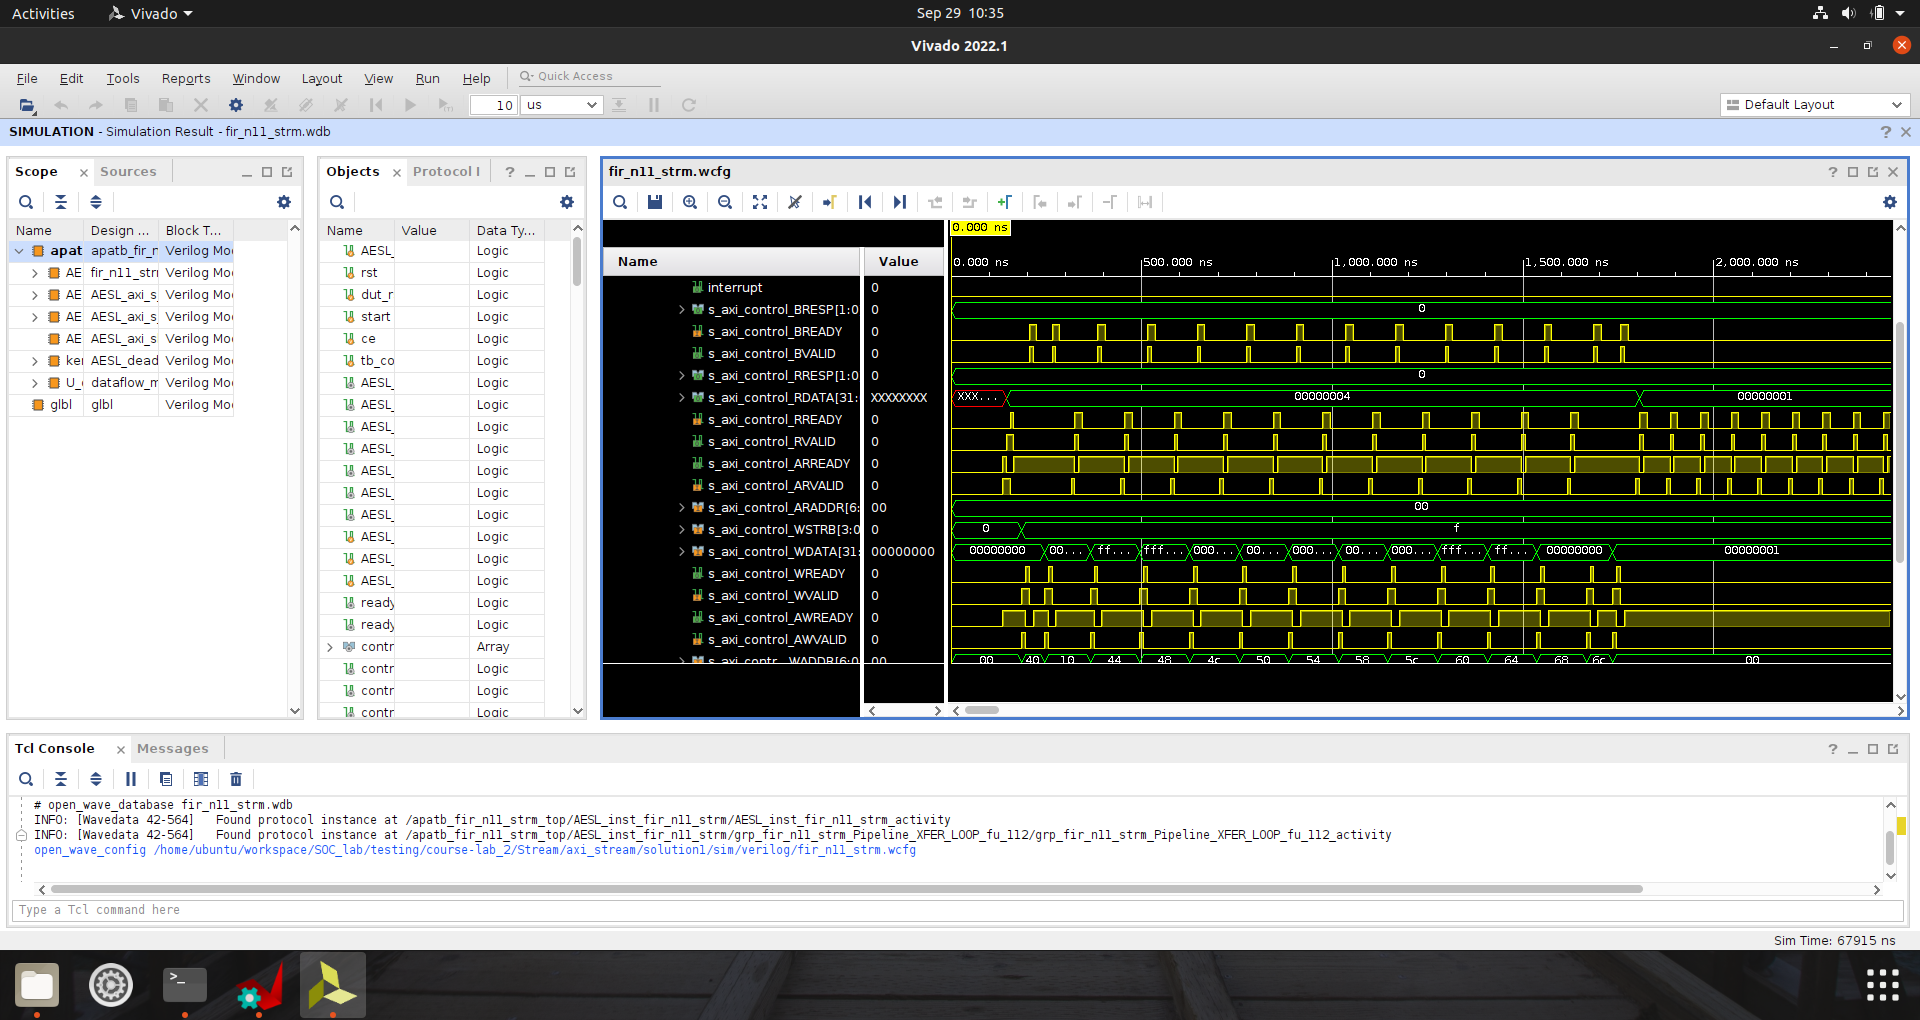 Activities Vivado Sep 29 10:35
Vivado 2022.1
File Edit Tools Reports Window Layout View Run Help Quick Access
10 us Default Layout
SIMULATION - Simulation Result - fir_n11_strm.wdb
Scope Sources
Name Design ... Block T...
apat apatb_fir_n Verilog Mo
AE fir_n11_str Verilog Mo
AE AESL_axi_s_ Verilog Mo
AE AESL_axi_s_ Verilog Mo
AE AESL_axi_s Verilog Mo
ke AESL_dead Verilog Mo
U_ dataflow_m Verilog Mo
glbl glbl Verilog Mo
Objects Protocol I
Name Value Data Ty...
AESL_ Logic
rst Logic
dut_r Logic
start Logic
ce Logic
tb_co Logic
AESL_ Logic
AESL_ Logic
AESL_ Logic
AESL_ Logic
AESL_ Logic
AESL_ Logic
AESL_ Logic
AESL_ Logic
AESL_ Logic
AESL_ Logic
ready Logic
ready Logic
contr Array
contr Logic
contr Logic
contr Logic
fir_n11_strm.wcfg
0.000 ns
Name Value
0.000 ns 500.000 ns 1,000.000 ns 1,500.000 ns 2,000.000 ns
interrupt 0
s_axi_control_BRESP[1:0 0 0
s_axi_control_BREADY 0
s_axi_control_BVALID 0
s_axi_control_RRESP[1:0 0 0
s_axi_control_RDATA[31: XXXXXXXX XXX... 00000004 00000001
s_axi_control_RREADY 0
s_axi_control_RVALID 0
s_axi_control_ARREADY 0
s_axi_control_ARVALID 0
s_axi_control_ARADDR[6: 00 00
s_axi_control_WSTRB[3:0 0 0 f
s_axi_control_WDATA[31: 00000000 00000000 00... ff... fff... 000... 00... 000... 00... 000... fff... ff... 00000000 00000001
s_axi_control_WREADY 0
s_axi_control_WVALID 0
s_axi_control_AWREADY 0
s_axi_control_AWVALID 0
s_axi_contr...WADDR[6:0 00 00 40 10 44 48 4c 50 54 58 5c 60 64 68 6c 00
Tcl Console Messages
# open_wave_database fir_n11_strm.wdb
INFO: [Wavedata 42-564] Found protocol instance at /apatb_fir_n11_strm_top/AESL_inst_fir_n11_strm/AESL_inst_fir_n11_strm_activity
INFO: [Wavedata 42-564] Found protocol instance at /apatb_fir_n11_strm_top/AESL_inst_fir_n11_strm/grp_fir_n11_strm_Pipeline_XFER_LOOP_fu_112/grp_fir_n11_strm_Pipeline_XFER_LOOP_fu_112_activity
open_wave_config /home/ubuntu/workspace/SOC_lab/testing/course-lab_2/Stream/axi_stream/solution1/sim/verilog/fir_n11_strm.wcfg
Type a Tcl command here
Sim Time: 67915 ns